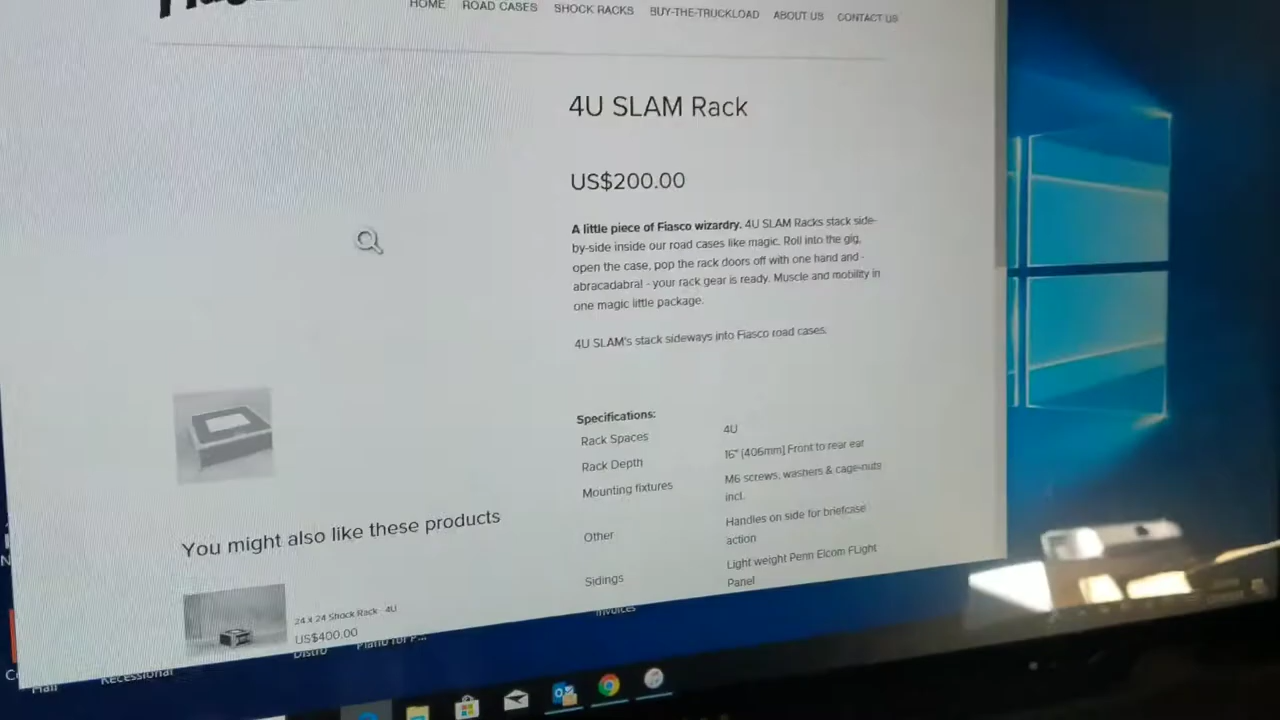 HOME ROAD CASES SHOCK RACKS BUY-THE-TRUCKLOAD ABOUT US CONTACT US
4U SLAM Rack
US$200.00
A little piece of Fiasco wizardry. 4U SLAM Racks stack side-
by-side inside our road cases like magic. Roll into the gig,
open the case, pop the rack doors off with one hand and -
abracadabra! - your rack gear is ready. Muscle and mobility in
one magic little package.
4U SLAM's stack sideways into Fiasco road cases.
Specifications:
Rack Spaces 4U
Rack Depth 16" [406mm] Front to rear ear
Mounting fixtures M6 screws, washers & cage-nuts
incl.
Other Handles on side for briefcase
action
Sidings Light weight Penn Elcom FLight
Panel
You might also like these products
24 x 24 Shock Rack - 4U
US$400.00
Invoices
Distro Piano for P...
Hall Recessional